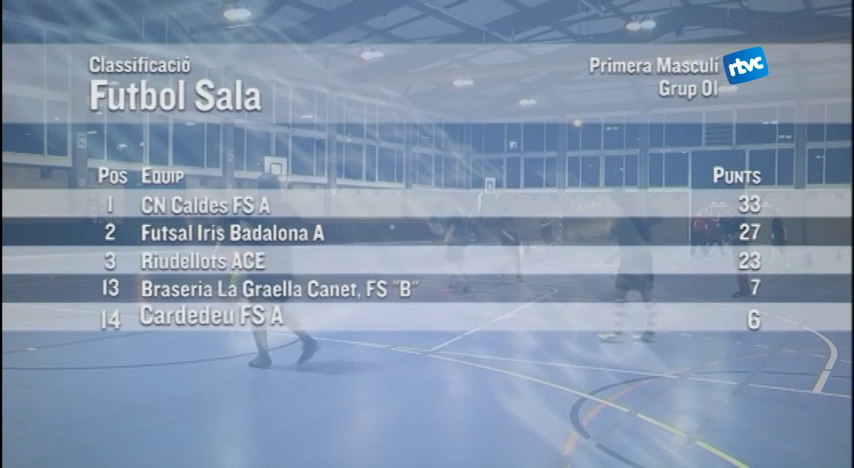 Classificació
Futbol Sala
Primera Masculí
Grup 01
rtvc
Pos Equip Punts
1 CN Caldes FS A 33
2 Futsal Iris Badalona A 27
3 Riudellots ACE 23
13 Braseria La Graella Canet, FS "B" 7
14 Cardedeu FS A 6